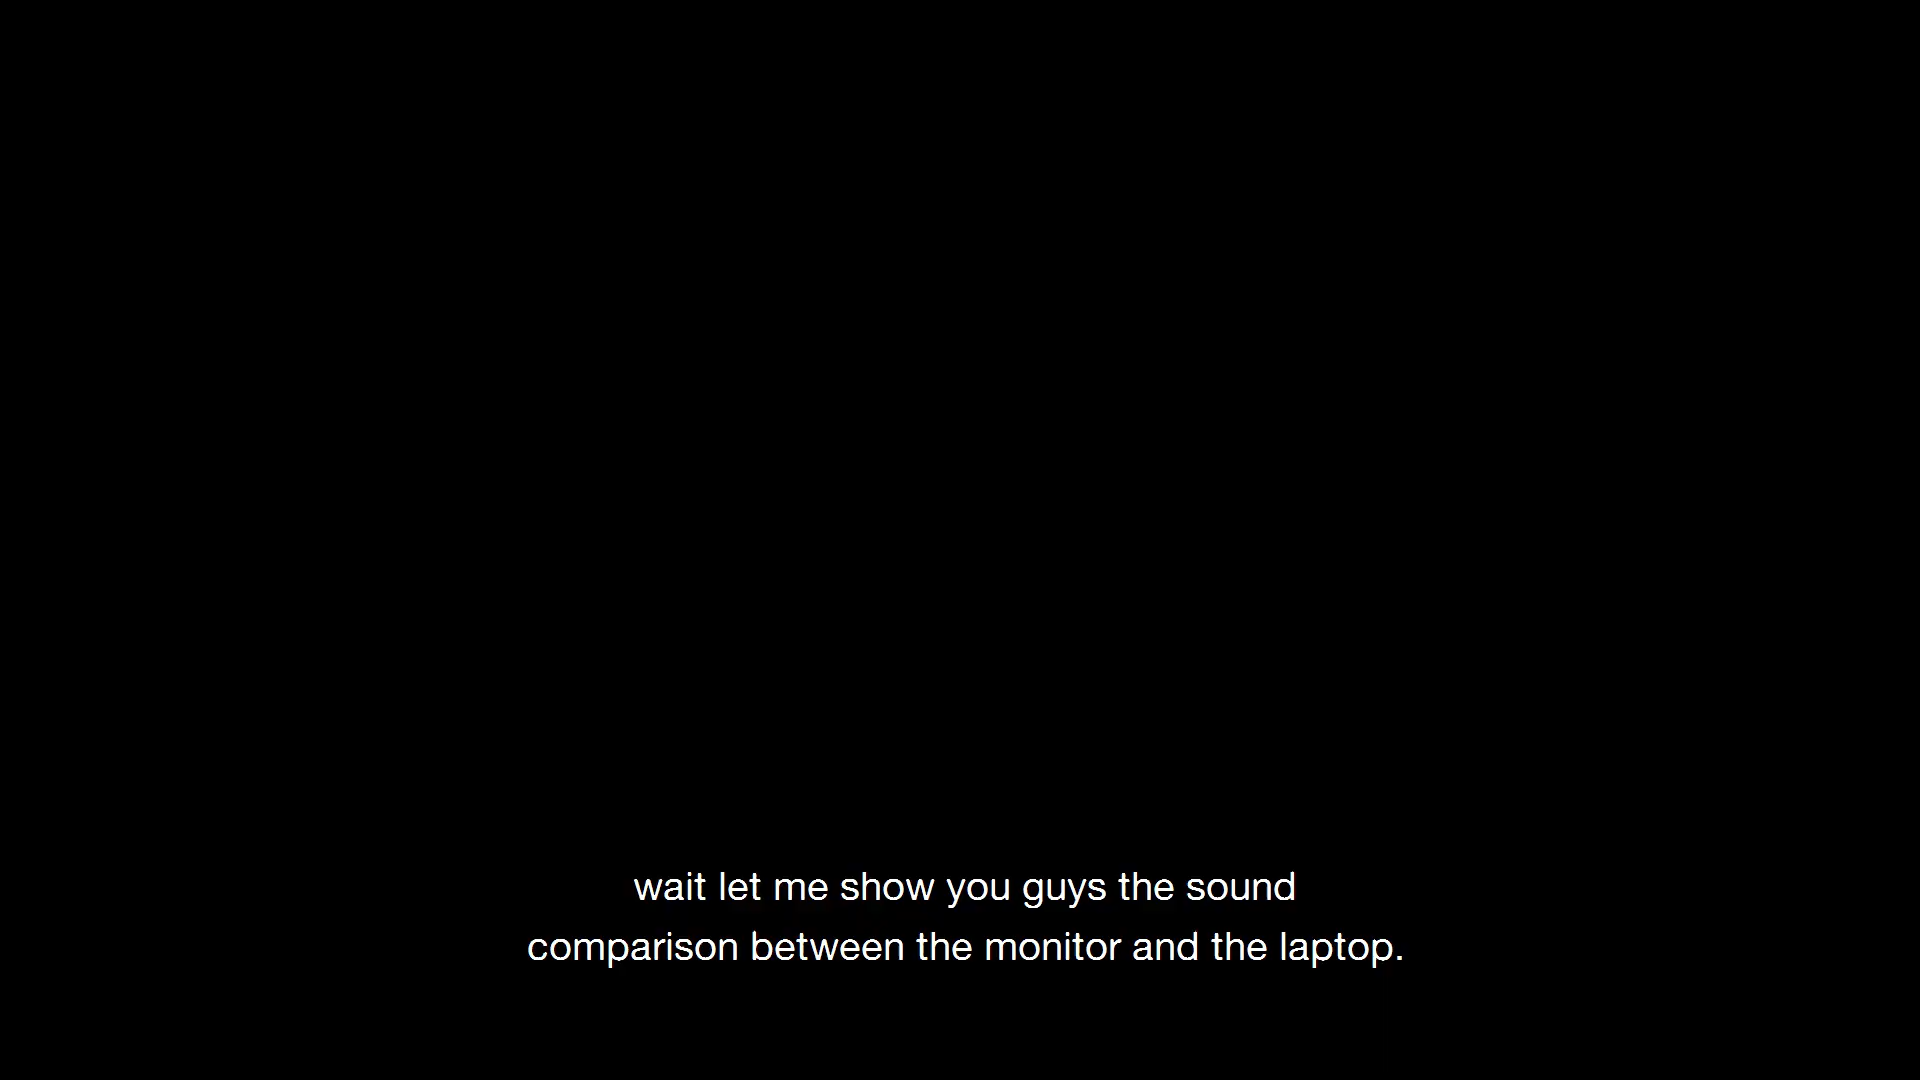 wait let me show you guys the sound
comparison between the monitor and the laptop.